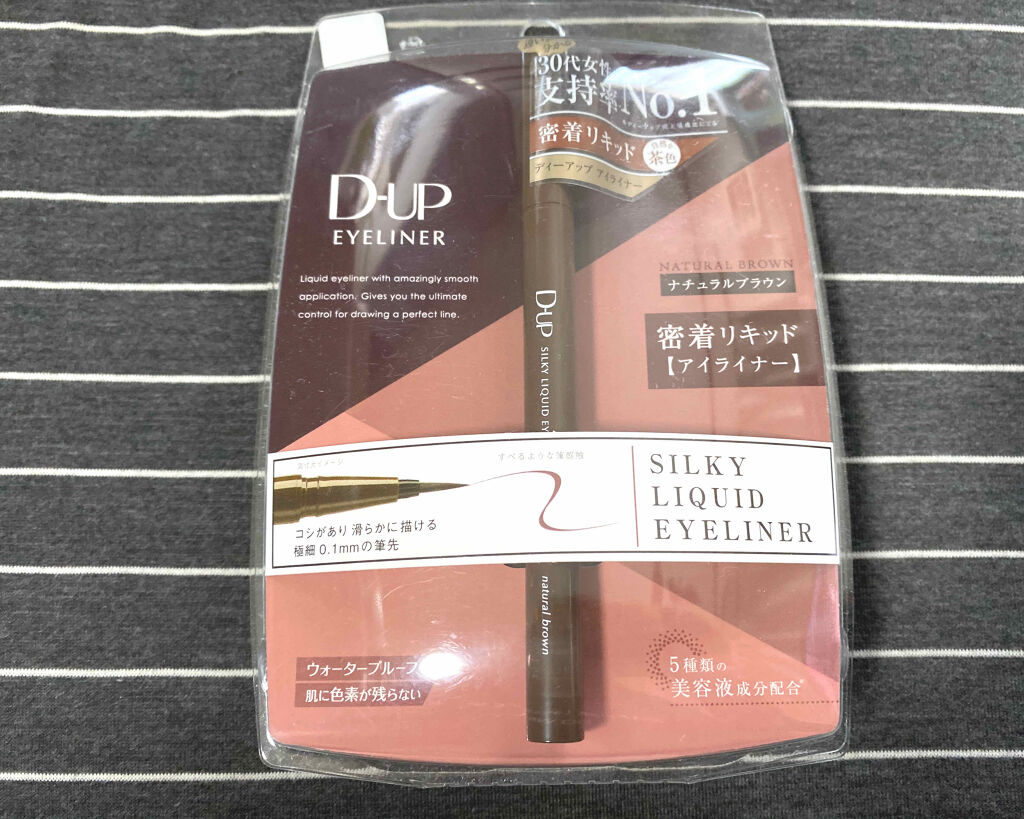 30代女性
支持率No.1
密着リキッド
茶色
ディーアップ アイライナー
D-UP
EYELINER
Liquid eyeliner with amazingly smooth
application. Gives you the ultimate
control for drawing a perfect line.
NATURAL BROWN
ナチュラルブラウン
密着リキッド
【アイライナー】
D-UP SILKY LIQUID EY
すべるような筆感触
コシがあり 滑らかに描ける
極細0.1mmの筆先
SILKY
LIQUID
EYELINER
natural brown
ウォータープルーフ
肌に色素が残らない
5種類の
美容液成分配合*